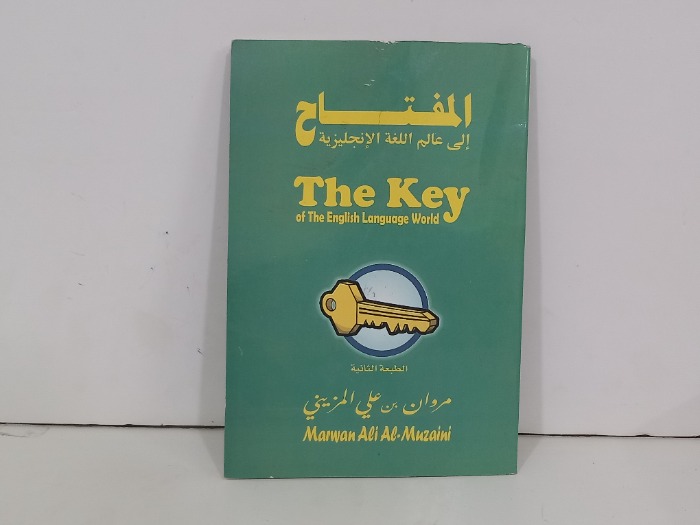 المفتاح
إلى عالم اللغة الإنجليزية
The Key
of The English Language World
الطبعة الثانية
مروان بن علي المزيني
Marwan Ali Al-Muzaini